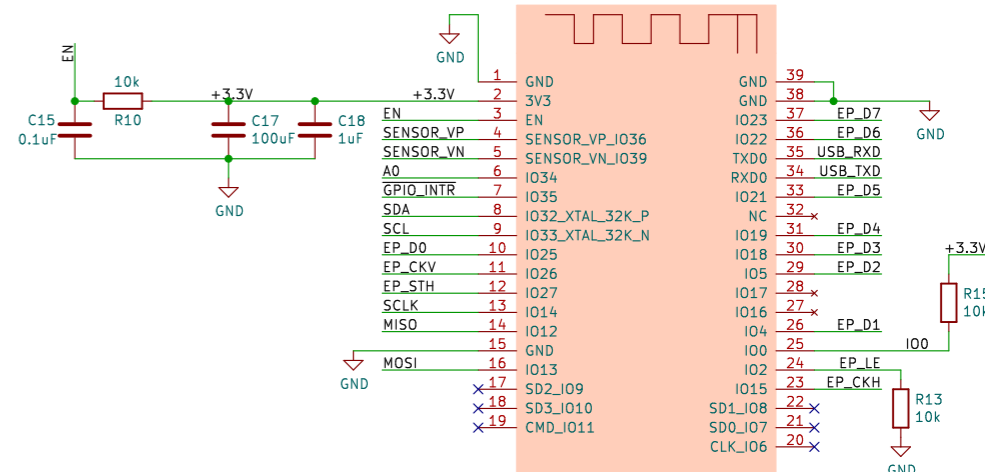 EN
10k
R10
+3.3V
+3.3V
C15
0.1uF
C17
100uF
C18
1uF
GND
GND
1 GND
2 3V3
EN 3 EN
SENSOR_VP 4 SENSOR_VP_IO36
SENSOR_VN 5 SENSOR_VN_IO39
A0 6 IO34
GPIO_INTR 7 IO35
SDA 8 IO32_XTAL_32K_P
SCL 9 IO33_XTAL_32K_N
EP_D0 10 IO25
EP_CKV 11 IO26
EP_STH 12 IO27
SCLK 13 IO14
MISO 14 IO12
15 GND
GND
MOSI 16 IO13
17 SD2_IO9
18 SD3_IO10
19 CMD_IO11
GND 39
GND 38
GND
IO23 37 EP_D7
IO22 36 EP_D6
TXD0 35 USB_RXD
RXD0 34 USB_TXD
IO21 33 EP_D5
NC 32
IO19 31 EP_D4
IO18 30 EP_D3
IO5 29 EP_D2
IO17 28
IO16 27
IO4 26 EP_D1
IO0 25 IO0
IO2 24 EP_LE
IO15 23 EP_CKH
SD1_IO8 22
SD0_IO7 21
CLK_IO6 20
+3.3V
R15
10k
R13
10k
GND